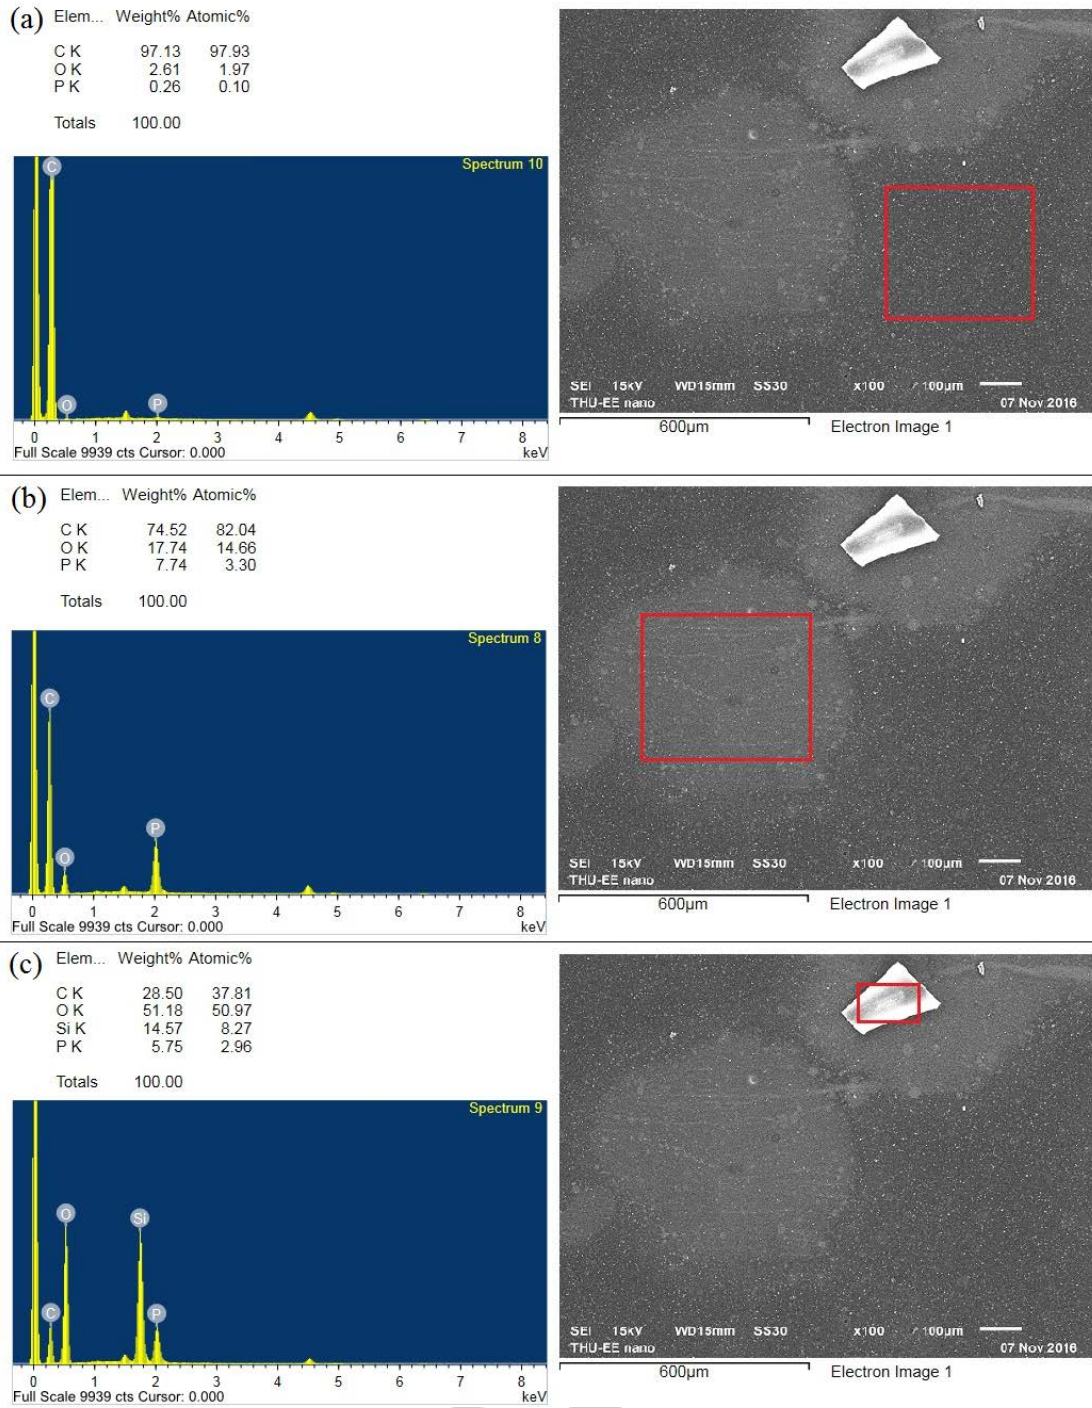 (a) Elem... Weight% Atomic%
C K 97.13 97.93
O K 2.61 1.97
P K 0.26 0.10
Totals 100.00
Spectrum 10
C
O
P
0 1 2 3 4 5 6 7 8
Full Scale 9939 cts Cursor: 0.000 keV
SEI 15kV WD15mm SS30 x100 100µm
THU-EE nano 07 Nov 2016
600µm Electron Image 1
(b) Elem... Weight% Atomic%
C K 74.52 82.04
O K 17.74 14.66
P K 7.74 3.30
Totals 100.00
Spectrum 8
C
P
O
0 1 2 3 4 5 6 7 8
Full Scale 9939 cts Cursor: 0.000 keV
SEI 15kV WD15mm SS30 x100 100µm
THU-EE nano 07 Nov 2016
600µm Electron Image 1
(c) Elem... Weight% Atomic%
C K 28.50 37.81
O K 51.18 50.97
Si K 14.57 8.27
P K 5.75 2.96
Totals 100.00
Spectrum 9
O
Si
C
P
0 1 2 3 4 5 6 7 8
Full Scale 9939 cts Cursor: 0.000 keV
SEI 15kV WD15mm SS30 x100 100µm
THU-EE nano 07 Nov 2016
600µm Electron Image 1